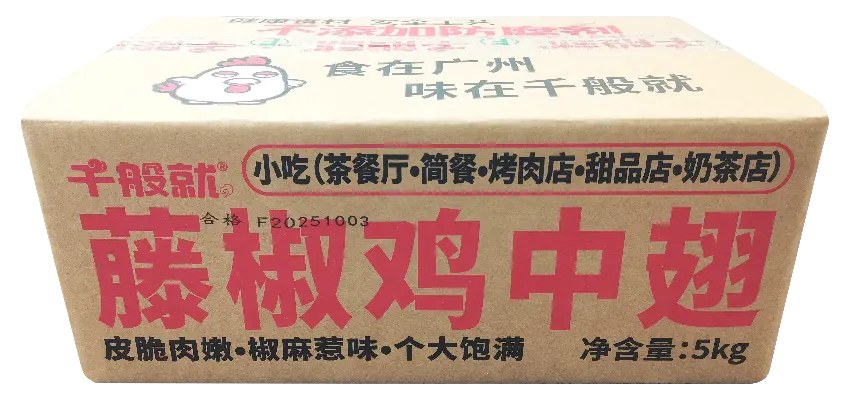 不添加防腐剂
食在广州
味在千般就
千般就®
小吃(茶餐厅·简餐·烤肉店·甜品店·奶茶店)
合格 F20251003
藤椒鸡中翅
皮脆肉嫩·椒麻惹味·个大饱满
净含量:5kg